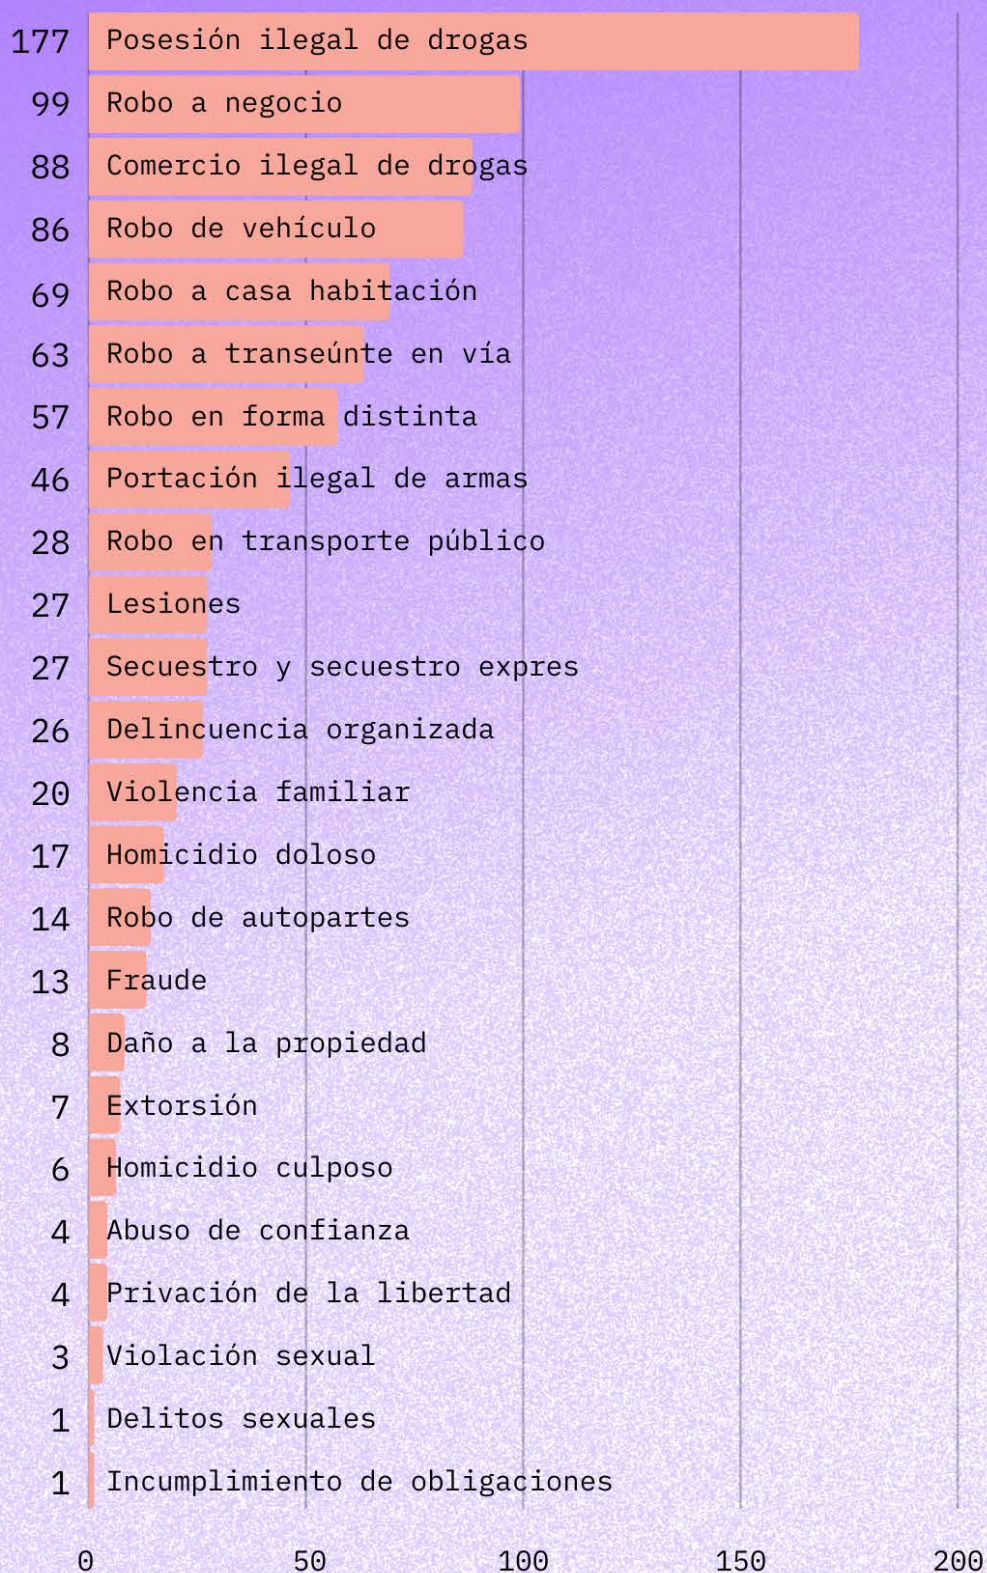 177 Posesión ilegal de drogas
99 Robo a negocio
88 Comercio ilegal de drogas
86 Robo de vehículo
69 Robo a casa habitación
63 Robo a transeúnte en vía
57 Robo en forma distinta
46 Portación ilegal de armas
28 Robo en transporte público
27 Lesiones
27 Secuestro y secuestro expres
26 Delincuencia organizada
20 Violencia familiar
17 Homicidio doloso
14 Robo de autopartes
13 Fraude
8 Daño a la propiedad
7 Extorsión
6 Homicidio culposo
4 Abuso de confianza
4 Privación de la libertad
3 Violación sexual
1 Delitos sexuales
1 Incumplimiento de obligaciones
0 50 100 150 200